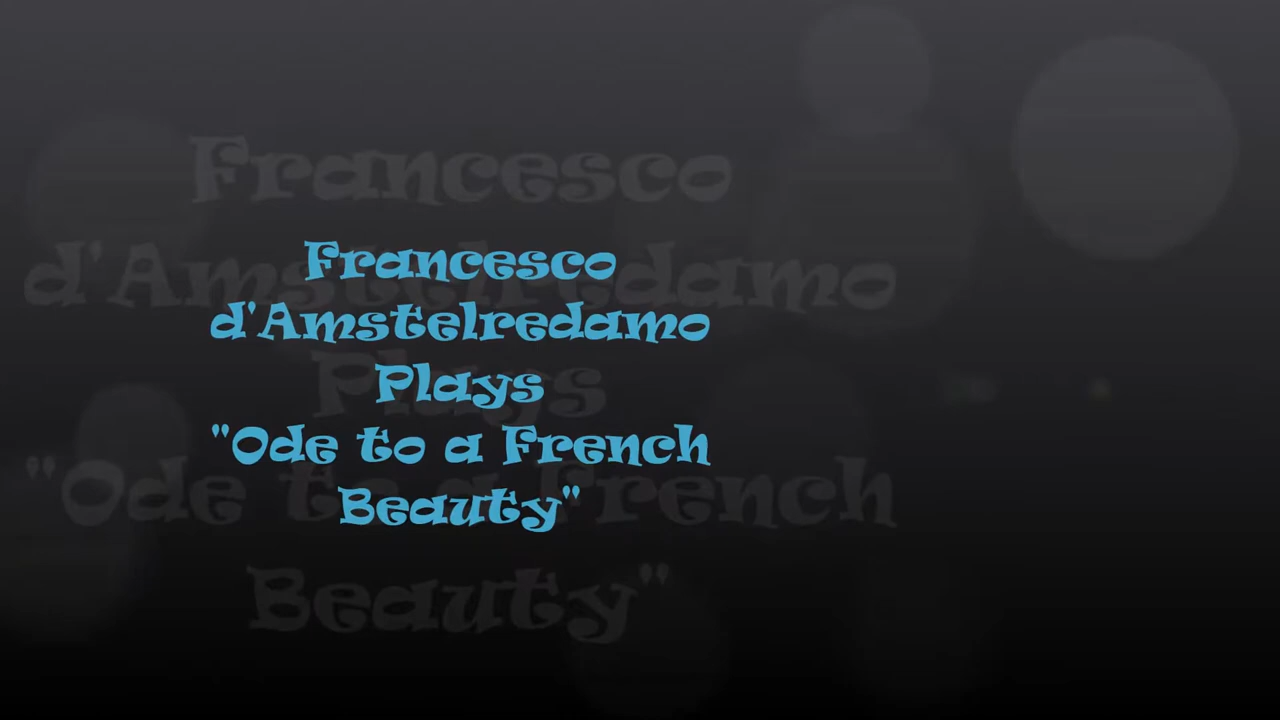 Francesco
d'Amstelredamo
Plays
"Ode to a French
Beauty"